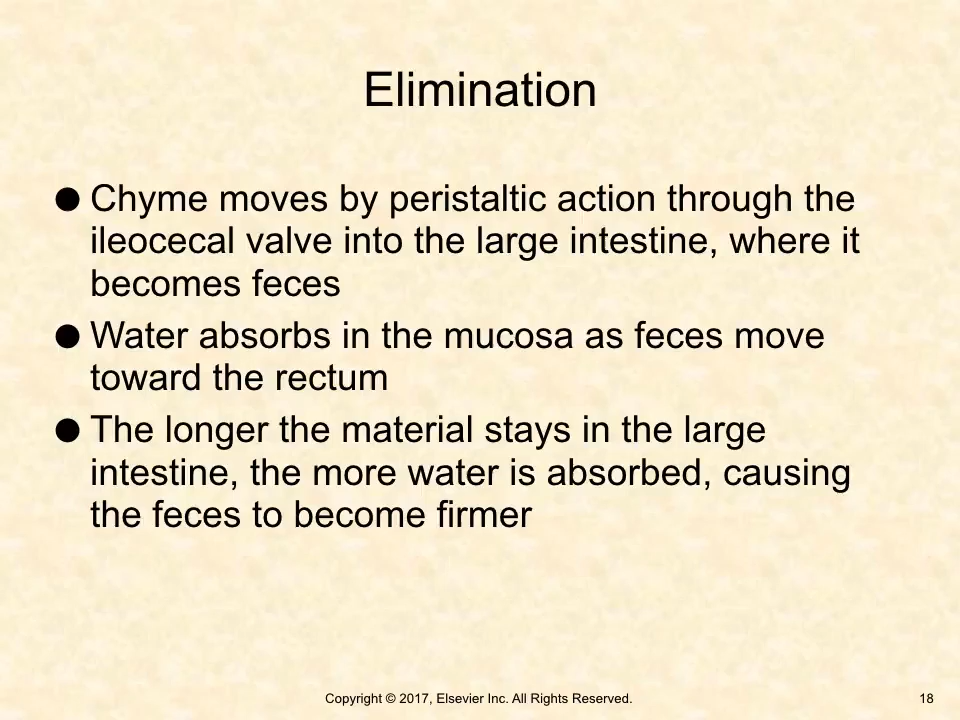 Elimination
● Chyme moves by peristaltic action through the
ileocecal valve into the large intestine, where it
becomes feces
● Water absorbs in the mucosa as feces move
toward the rectum
● The longer the material stays in the large
intestine, the more water is absorbed, causing
the feces to become firmer
Copyright © 2017, Elsevier Inc. All Rights Reserved.
18